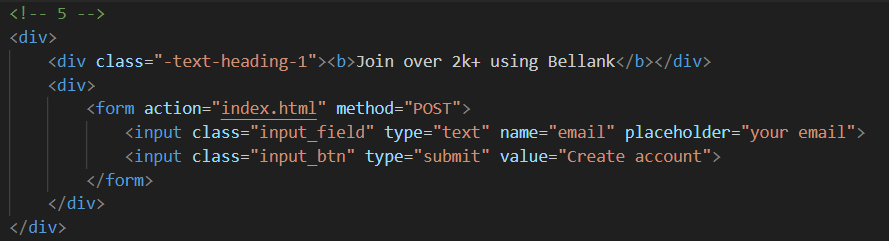 <!-- 5 -->
<div>
    <div class="-text-heading-1"><b>Join over 2k+ using Bellank</b></div>
    <div>
        <form action="index.html" method="POST">
            <input class="input_field" type="text" name="email" placeholder="your email">
            <input class="input_btn" type="submit" value="Create account">
        </form>
    </div>
</div>